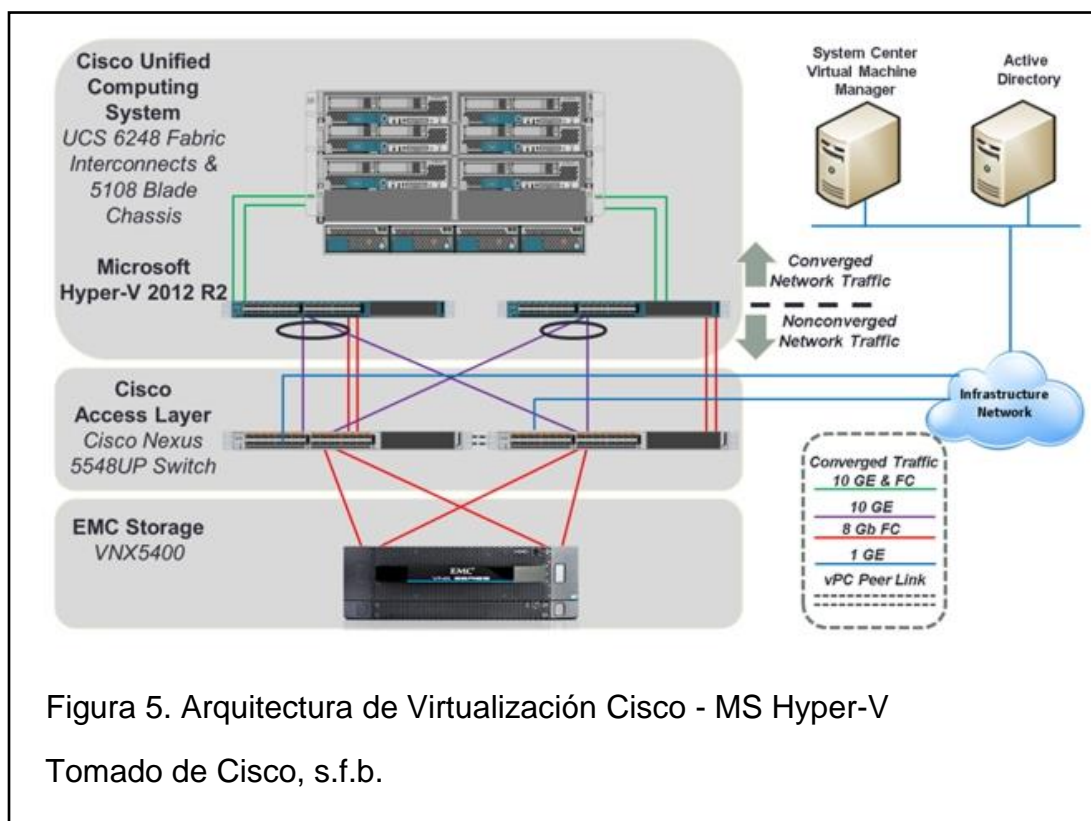 Cisco Unified
Computing
System
UCS 6248 Fabric
Interconnects &
5108 Blade
Chassis
Microsoft
Hyper-V 2012 R2
System Center
Virtual Machine
Manager
Active
Directory
Converged
Network Traffic
Nonconverged
Network Traffic
Cisco
Access Layer
Cisco Nexus
5548UP Switch
Infrastructure
Network
EMC Storage
VNX5400
EMC²
VNX SERIES
Converged Traffic
10 GE & FC
10 GE
8 Gb FC
1 GE
vPC Peer Link
Figura 5. Arquitectura de Virtualización Cisco - MS Hyper-V
Tomado de Cisco, s.f.b.